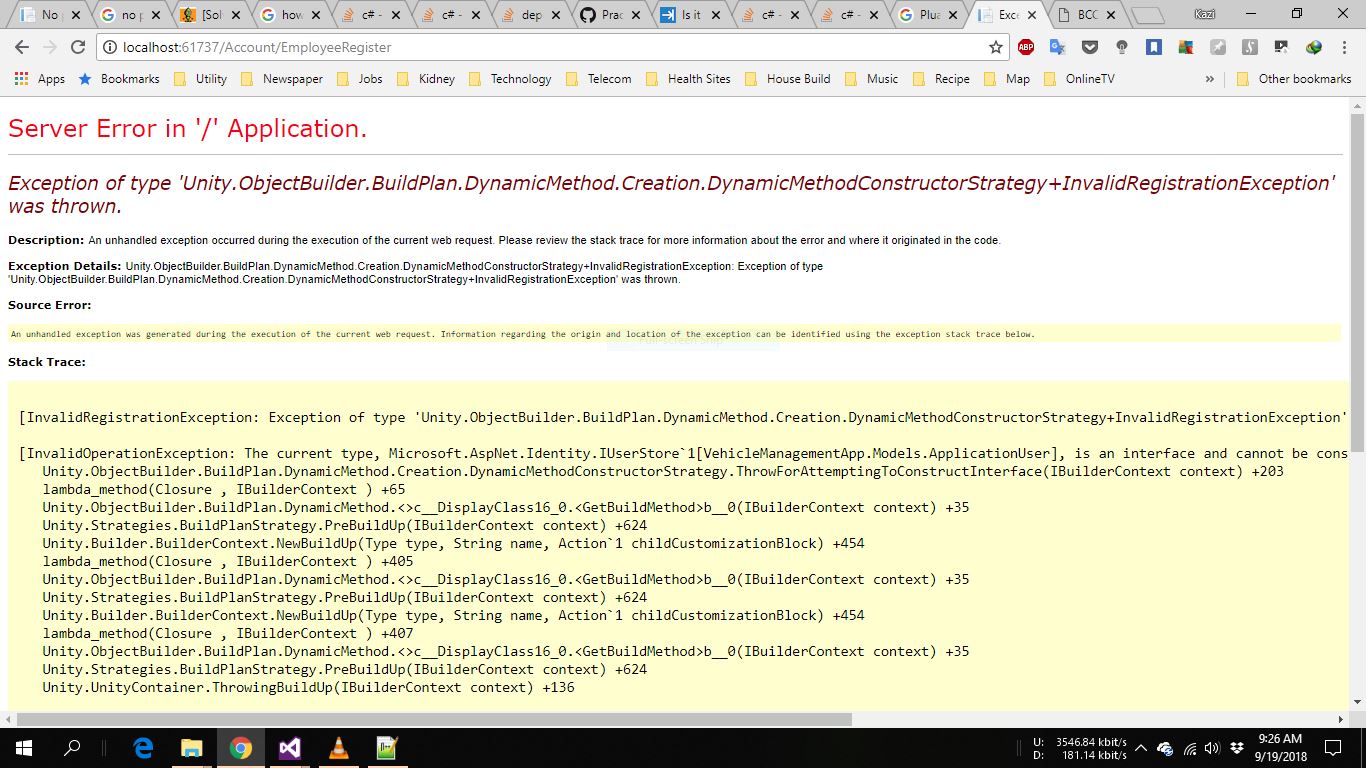 No p
no p
[Sol
how
c# -
c# -
dep
Prac
Is it
c# -
c# -
Plua
Exce
BCC
Kazi
localhost:61737/Account/EmployeeRegister
ABP
Apps
Bookmarks
Utility
Newspaper
Jobs
Kidney
Technology
Telecom
Health Sites
House Build
Music
Recipe
Map
OnlineTV
»
Other bookmarks
Server Error in '/' Application.
Exception of type 'Unity.ObjectBuilder.BuildPlan.DynamicMethod.Creation.DynamicMethodConstructorStrategy+InvalidRegistrationException'
was thrown.
Description: An unhandled exception occurred during the execution of the current web request. Please review the stack trace for more information about the error and where it originated in the code.
Exception Details: Unity.ObjectBuilder.BuildPlan.DynamicMethod.Creation.DynamicMethodConstructorStrategy+InvalidRegistrationException: Exception of type
'Unity.ObjectBuilder.BuildPlan.DynamicMethod.Creation.DynamicMethodConstructorStrategy+InvalidRegistrationException' was thrown.
Source Error:
An unhandled exception was generated during the execution of the current web request. Information regarding the origin and location of the exception can be identified using the exception stack trace below.
Stack Trace:
[InvalidRegistrationException: Exception of type 'Unity.ObjectBuilder.BuildPlan.DynamicMethod.Creation.DynamicMethodConstructorStrategy+InvalidRegistrationException'
[InvalidOperationException: The current type, Microsoft.AspNet.Identity.IUserStore`1[VehicleManagementApp.Models.ApplicationUser], is an interface and cannot be cons
Unity.ObjectBuilder.BuildPlan.DynamicMethod.Creation.DynamicMethodConstructorStrategy.ThrowForAttemptingToConstructInterface(IBuilderContext context) +203
lambda_method(Closure , IBuilderContext ) +65
Unity.ObjectBuilder.BuildPlan.DynamicMethod.<>c__DisplayClass16_0.<GetBuildMethod>b__0(IBuilderContext context) +35
Unity.Strategies.BuildPlanStrategy.PreBuildUp(IBuilderContext context) +624
Unity.Builder.BuilderContext.NewBuildUp(Type type, String name, Action`1 childCustomizationBlock) +454
lambda_method(Closure , IBuilderContext ) +405
Unity.ObjectBuilder.BuildPlan.DynamicMethod.<>c__DisplayClass16_0.<GetBuildMethod>b__0(IBuilderContext context) +35
Unity.Strategies.BuildPlanStrategy.PreBuildUp(IBuilderContext context) +624
Unity.Builder.BuilderContext.NewBuildUp(Type type, String name, Action`1 childCustomizationBlock) +454
lambda_method(Closure , IBuilderContext ) +407
Unity.ObjectBuilder.BuildPlan.DynamicMethod.<>c__DisplayClass16_0.<GetBuildMethod>b__0(IBuilderContext context) +35
Unity.Strategies.BuildPlanStrategy.PreBuildUp(IBuilderContext context) +624
Unity.UnityContainer.ThrowingBuildUp(IBuilderContext context) +136
U: 3546.84 kbit/s
D: 181.14 kbit/s
9:26 AM
9/19/2018